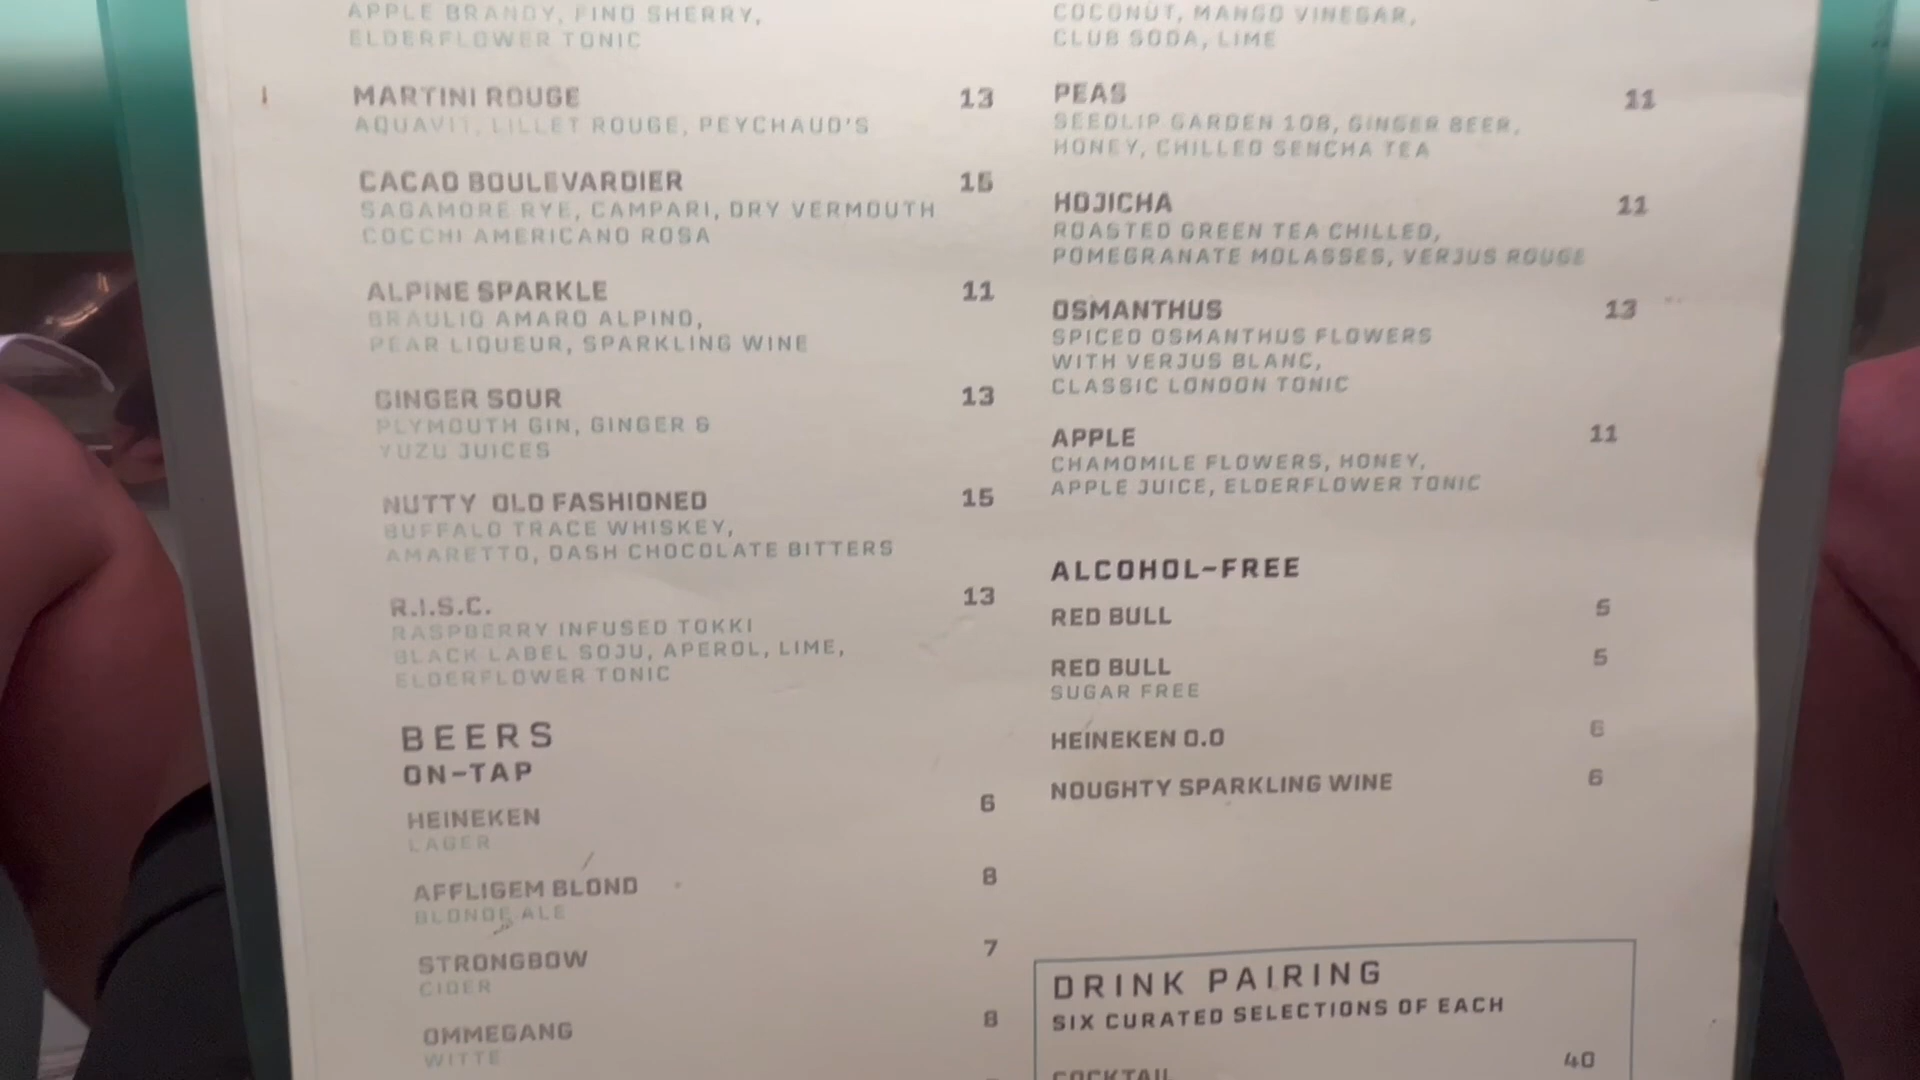 APPLE BRANDY, FINO SHERRY,
ELDERFLOWER TONIC
MARTINI ROUGE 13
AQUAVIT, LILLET ROUGE, PEYCHAUD'S
CACAO BOULEVARDIER 15
SAGAMORE RYE, CAMPARI, DRY VERMOUTH
COCCHI AMERICANO ROSA
ALPINE SPARKLE 11
BRAULIO AMARO ALPINO,
PEAR LIQUEUR, SPARKLING WINE
GINGER SOUR 13
PLYMOUTH GIN, GINGER &
YUZU JUICES
NUTTY OLD FASHIONED 15
BUFFALO TRACE WHISKEY,
AMARETTO, DASH CHOCOLATE BITTERS
R.I.S.C. 13
RASPBERRY INFUSED TOKKI
BLACK LABEL SOJU, APEROL, LIME,
ELDERFLOWER TONIC
BEERS
ON-TAP
HEINEKEN 6
LAGER
AFFLIGEM BLOND 8
BLONDE ALE
STRONGBOW 7
CIDER
OMMEGANG 8
WITTE
COCONUT, MANGO VINEGAR,
CLUB SODA, LIME
PEAS 11
SEEDLIP GARDEN 108, GINGER BEER,
HONEY, CHILLED SENCHA TEA
HOJICHA 11
ROASTED GREEN TEA CHILLED,
POMEGRANATE MOLASSES, VERJUS ROUGE
OSMANTHUS 13
SPICED OSMANTHUS FLOWERS
WITH VERJUS BLANC,
CLASSIC LONDON TONIC
APPLE 11
CHAMOMILE FLOWERS, HONEY,
APPLE JUICE, ELDERFLOWER TONIC
ALCOHOL-FREE
RED BULL 5
RED BULL 5
SUGAR FREE
HEINEKEN 0.0 6
NOUGHTY SPARKLING WINE 6
DRINK PAIRING
SIX CURATED SELECTIONS OF EACH
COCKTAIL 40